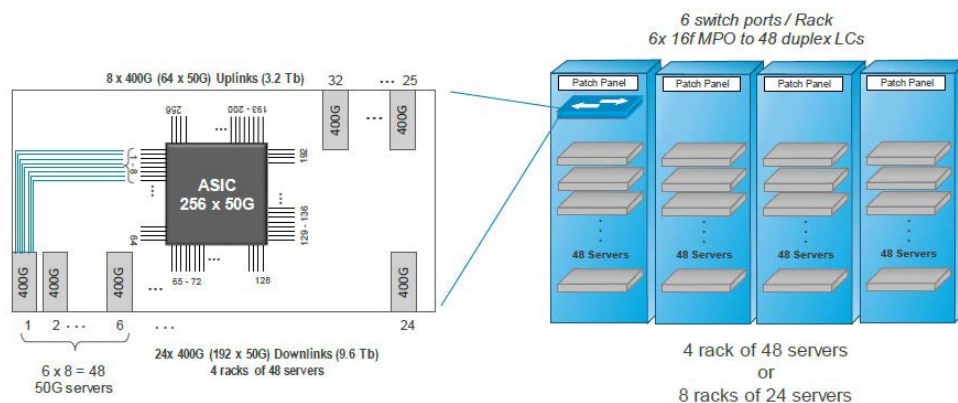 8 x 400G (64 x 50G) Uplinks (3.2 Tb)
32 ... 25
400G ... 400G
256 ... 200 - 193
1 - 8
ASIC
256 x 50G
192
129 - 136
64
65 - 72 ... 128
400G 400G 400G ... 400G
1 2 ... 6 ... 24
6 x 8 = 48
50G servers
24x 400G (192 x 50G) Downlinks (9.6 Tb)
4 racks of 48 servers
6 switch ports / Rack
6x 16f MPO to 48 duplex LCs
Patch Panel Patch Panel Patch Panel Patch Panel
48 Servers 48 Servers 48 Servers 48 Servers
4 rack of 48 servers
or
8 racks of 24 servers